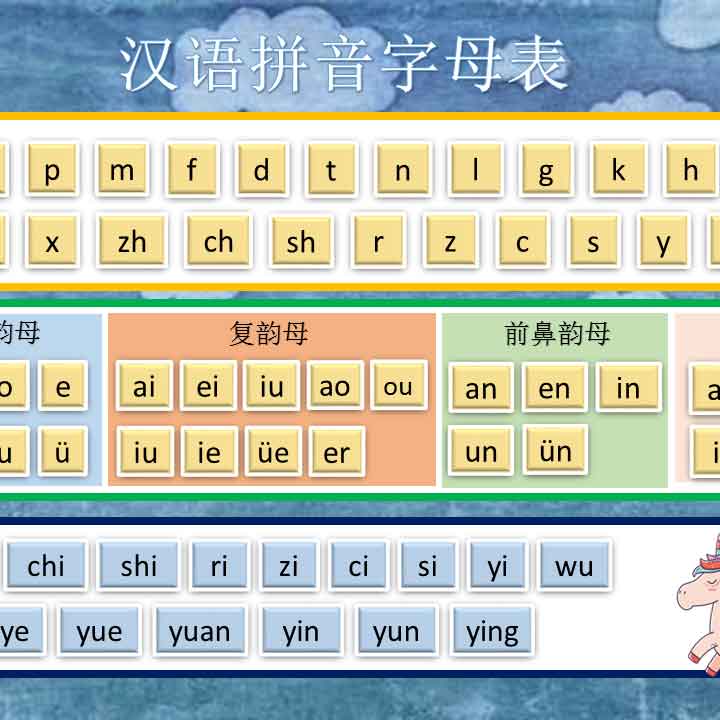 汉语拼音字母表
p m f d t n l g k h
x zh ch sh r z c s y
韵母 复韵母 前鼻韵母
o e ai ei iu ao ou an en in
u ü iu ie üe er un ün
chi shi ri zi ci si yi wu
ye yue yuan yin yun ying